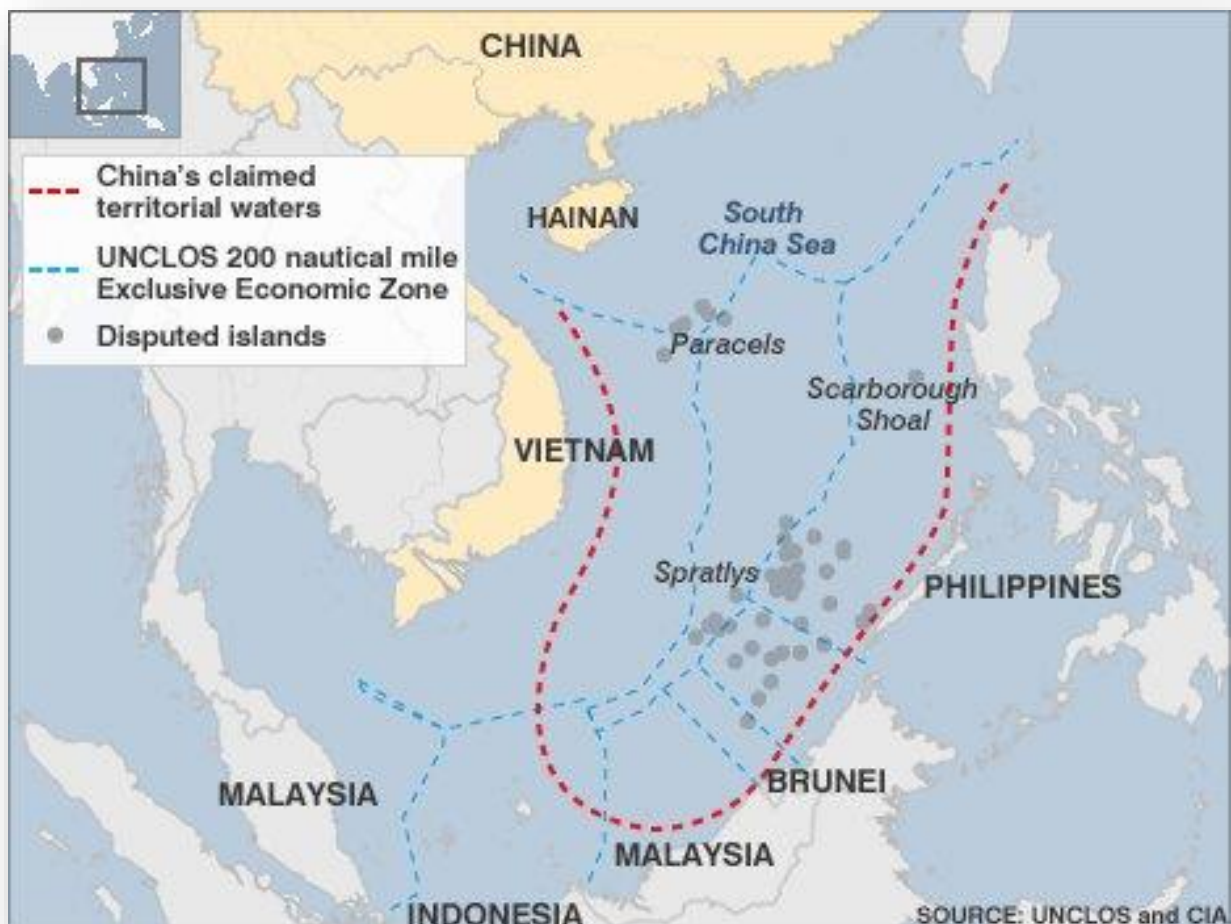 CHINA
China's claimed
territorial waters
UNCLOS 200 nautical mile
Exclusive Economic Zone
Disputed islands
HAINAN
South
China Sea
Paracels
Scarborough
Shoal
VIETNAM
Spratlys
PHILIPPINES
MALAYSIA
BRUNEI
MALAYSIA
INDONESIA
SOURCE: UNCLOS and CIA